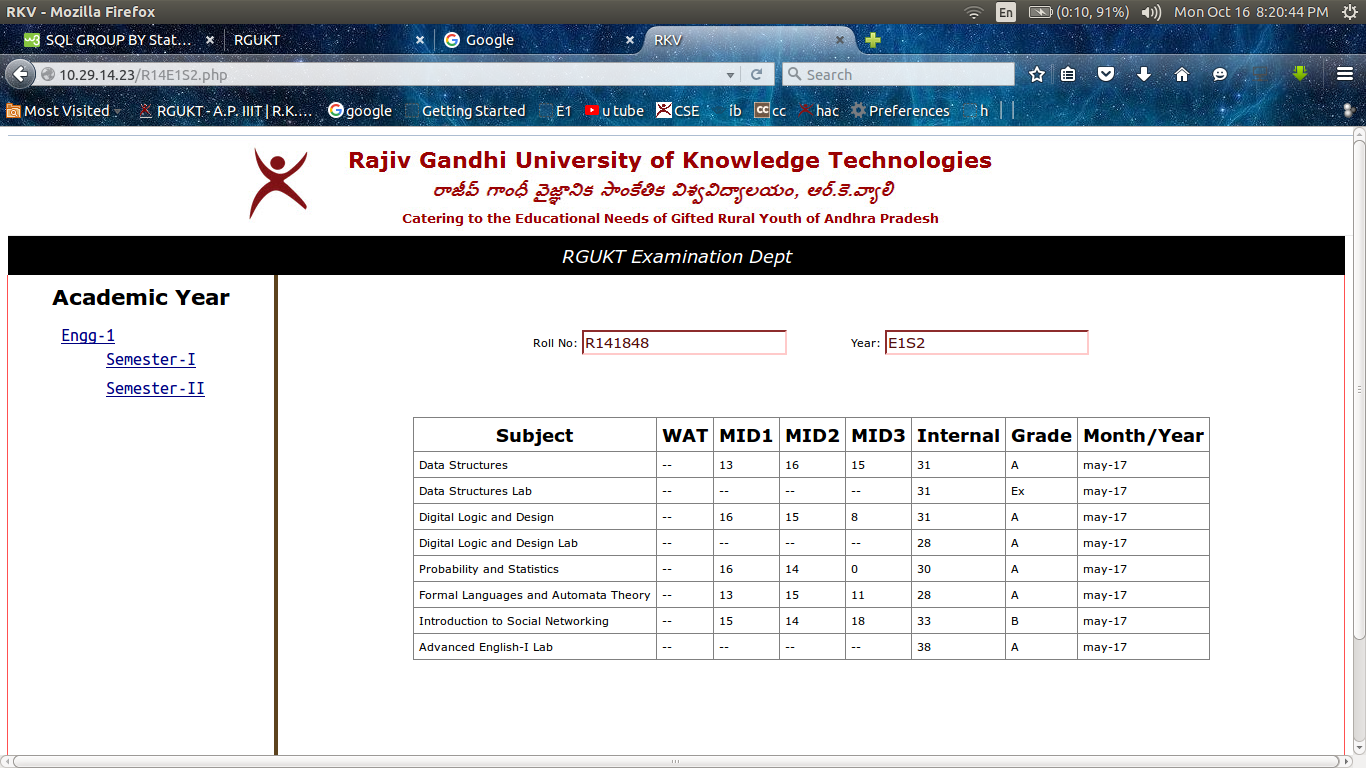 RKV - Mozilla Firefox
En
(0:10, 91%)
Mon Oct 16 8:20:44 PM
SQL GROUP BY Stat... × RGUKT × Google × RKV ×
10.29.14.23/R14E1S2.php
Search
Most Visited RGUKT - A.P. IIIT | R.K.... google Getting Started E1 u tube CSE ib cc hac Preferences h
Rajiv Gandhi University of Knowledge Technologies
రాజీవ్ గాంధీ వైజ్ఞానిక సాంకేతిక విశ్వవిద్యాలయం, ఆర్.కె.వ్యాలి
Catering to the Educational Needs of Gifted Rural Youth of Andhra Pradesh
RGUKT Examination Dept
Academic Year
Engg-1
Semester-I
Semester-II
Roll No: R141848 Year: E1S2
Subject WAT MID1 MID2 MID3 Internal Grade Month/Year
Data Structures -- 13 16 15 31 A may-17
Data Structures Lab -- -- -- -- 31 Ex may-17
Digital Logic and Design -- 16 15 8 31 A may-17
Digital Logic and Design Lab -- -- -- -- 28 A may-17
Probability and Statistics -- 16 14 0 30 A may-17
Formal Languages and Automata Theory -- 13 15 11 28 A may-17
Introduction to Social Networking -- 15 14 18 33 B may-17
Advanced English-I Lab -- -- -- -- 38 A may-17